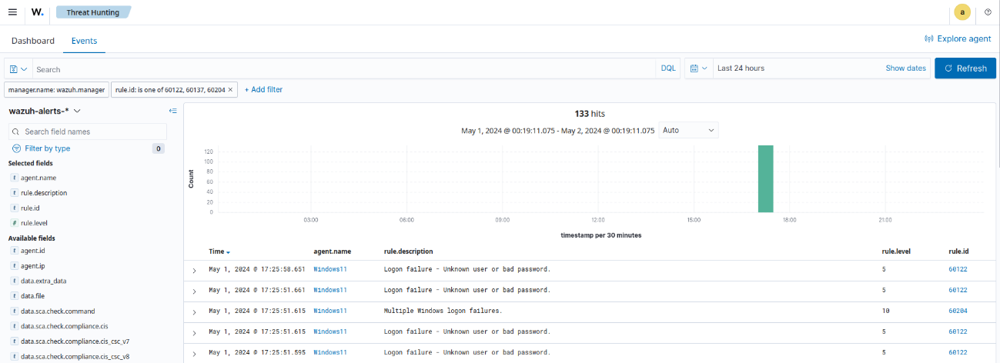 W. Threat Hunting a
Dashboard Events Explore agent
Search DQL Last 24 hours Show dates Refresh
manager.name: wazuh.manager rule.id: is one of 60122, 60137, 60204 × + Add filter
wazuh-alerts-*
133 hits
Search field names
May 1, 2024 @ 00:19:11.075 - May 2, 2024 @ 00:19:11.075 Auto
Filter by type 0
Selected fields
t agent.name
t rule.description
t rule.id
# rule.level
Available fields
t agent.id
t agent.ip
t data.extra_data
t data.file
t data.sca.check.command
t data.sca.check.compliance.cis
t data.sca.check.compliance.cis_csc_v7
t data.sca.check.compliance.cis_csc_v8
Count
120
100
80
60
40
20
0
03:00 06:00 09:00 12:00 15:00 18:00 21:00
timestamp per 30 minutes
Time agent.name rule.description rule.level rule.id
May 1, 2024 @ 17:25:58.651 Windows11 Logon failure - Unknown user or bad password. 5 60122
May 1, 2024 @ 17:25:51.661 Windows11 Logon failure - Unknown user or bad password. 5 60122
May 1, 2024 @ 17:25:51.615 Windows11 Multiple Windows logon failures. 10 60204
May 1, 2024 @ 17:25:51.615 Windows11 Logon failure - Unknown user or bad password. 5 60122
May 1, 2024 @ 17:25:51.595 Windows11 Logon failure - Unknown user or bad password. 5 60122